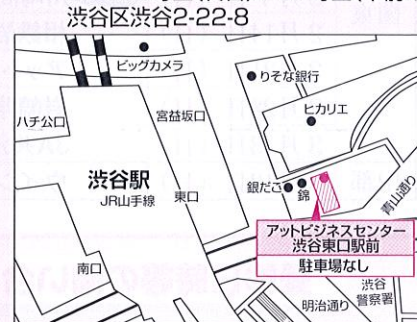 渋谷区渋谷2-22-8
ビッグカメラ
りそな銀行
ヒカリエ
ハチ公口
宮益坂口
渋谷駅
JR山手線
東口
銀だこ
錦
青山通り
アットビジネスセンター
渋谷東口駅前
駐車場なし
南口
渋谷
警察署
明治通り